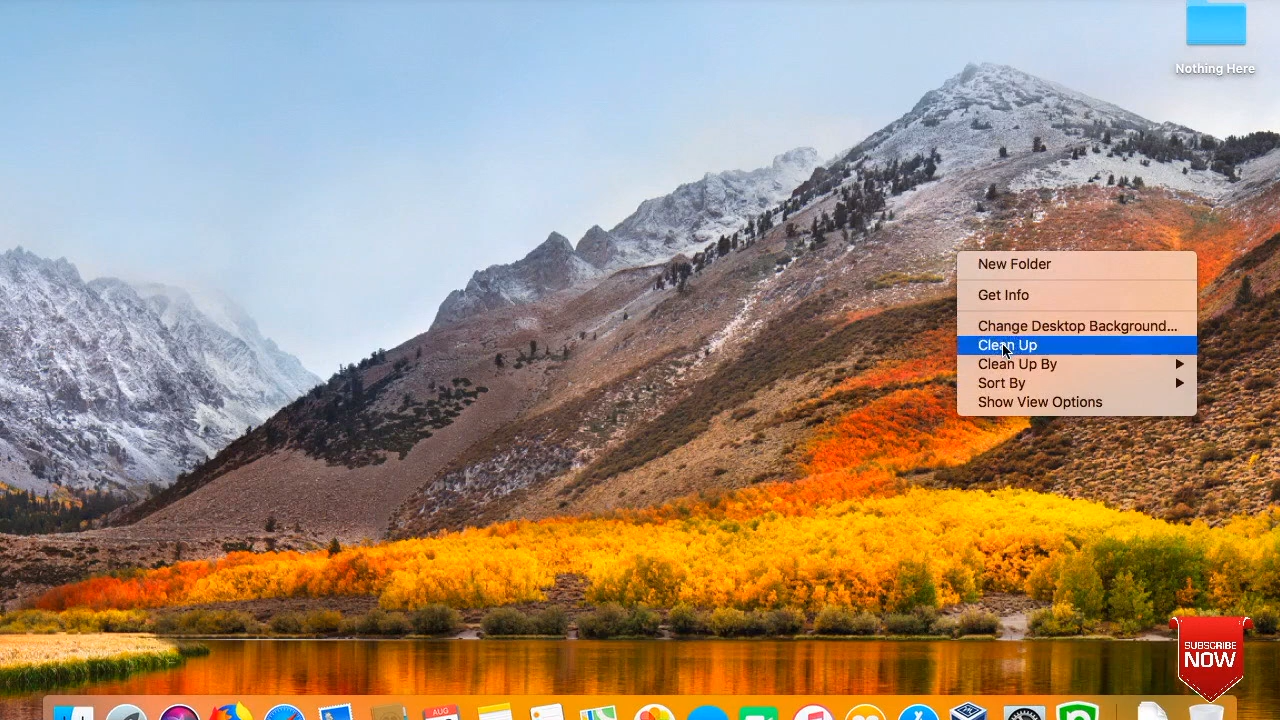 Nothing Here
New Folder
Get Info
Change Desktop Background...
Clean Up
Clean Up By
Sort By
Show View Options
SUBSCRIBE
NOW
AUG